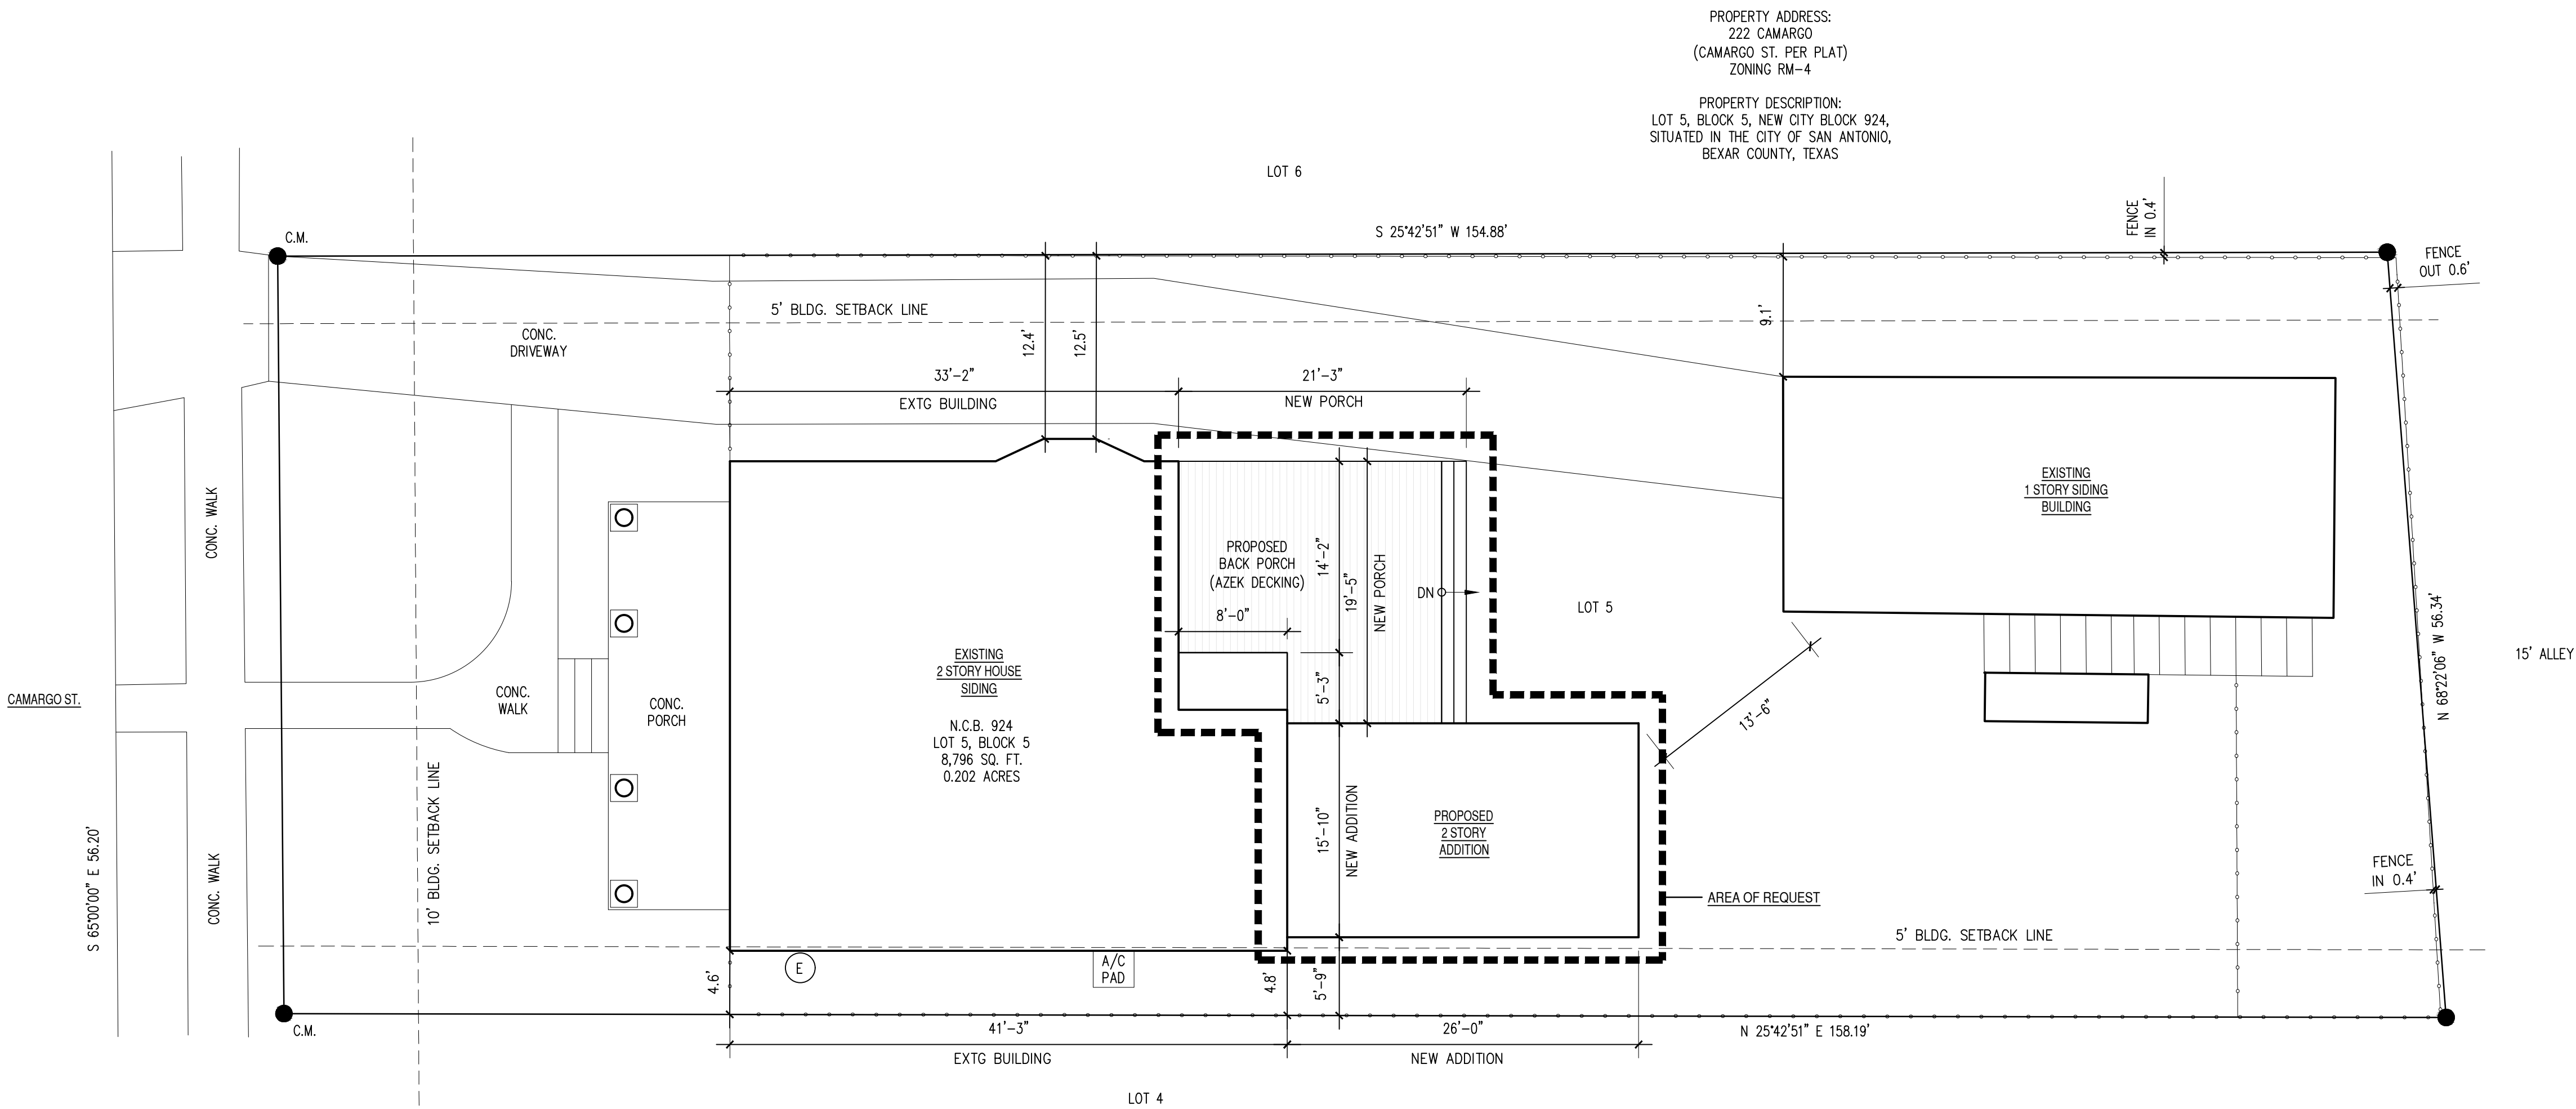 PROPERTY ADDRESS:
222 CAMARGO
(CAMARGO ST. PER PLAT)
ZONING RM-4
PROPERTY DESCRIPTION:
LOT 5, BLOCK 5, NEW CITY BLOCK 924,
SITUATED IN THE CITY OF SAN ANTONIO,
BEXAR COUNTY, TEXAS
LOT 6
C.M.
S 25°42'51" W 154.88'
FENCE
IN 0.4'
FENCE
OUT 0.6'
5' BLDG. SETBACK LINE
CONC.
DRIVEWAY
12.4'
12.5'
9.1'
33'-2"
EXTG BUILDING
21'-3"
NEW PORCH
CONC. WALK
EXISTING
1 STORY SIDING
BUILDING
PROPOSED
BACK PORCH
(AZEK DECKING)
14'-2"
19'-5"
NEW PORCH
DN
8'-0"
5'-3"
LOT 5
13'-6"
N 68°22'06" W 56.34'
15' ALLEY
CAMARGO ST.
CONC.
WALK
CONC.
PORCH
EXISTING
2 STORY HOUSE
SIDING
N.C.B. 924
LOT 5, BLOCK 5
8,796 SQ. FT.
0.202 ACRES
S 65°00'00" E 56.20'
CONC. WALK
10' BLDG. SETBACK LINE
15'-10"
NEW ADDITION
PROPOSED
2 STORY
ADDITION
AREA OF REQUEST
FENCE
IN 0.4'
5' BLDG. SETBACK LINE
4.6'
E
A/C
PAD
4.8'
5'-9"
C.M.
41'-3"
EXTG BUILDING
26'-0"
NEW ADDITION
N 25°42'51" E 158.19'
LOT 4